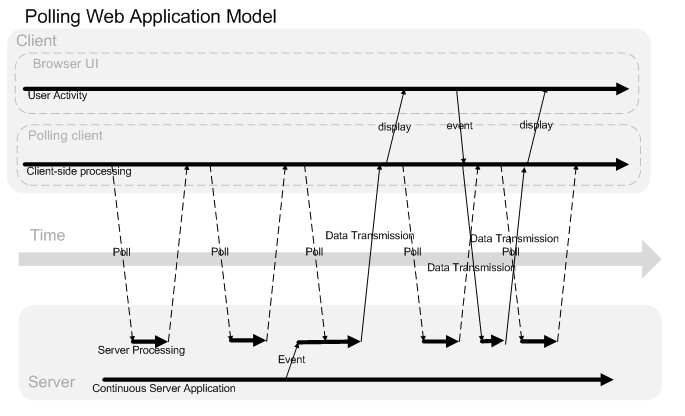 Polling Web Application Model
Client
Browser UI
User Activity
display
event
display
Polling client
Client-side processing
Time
Data Transmission
Data Transmission
Poll
Poll
Poll
Poll
Poll
Data Transmission
Server Processing
Event
Server
Continuous Server Application